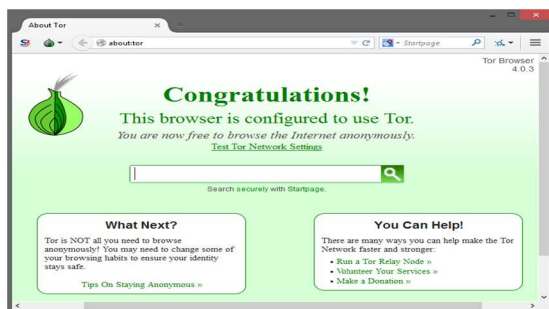 About Tor
about:tor
Startpage
Tor Browser
4.0.3
Congratulations!
This browser is configured to use Tor.
You are now free to browse the Internet anonymously.
Test Tor Network Settings
Search securely with Startpage.
What Next?
Tor is NOT all you need to browse
anonymously! You may need to change some of
your browsing habits to ensure your identity
stays safe.
Tips On Staying Anonymous »
You Can Help!
There are many ways you can help make the Tor
Network faster and stronger:
• Run a Tor Relay Node »
• Volunteer Your Services »
• Make a Donation »